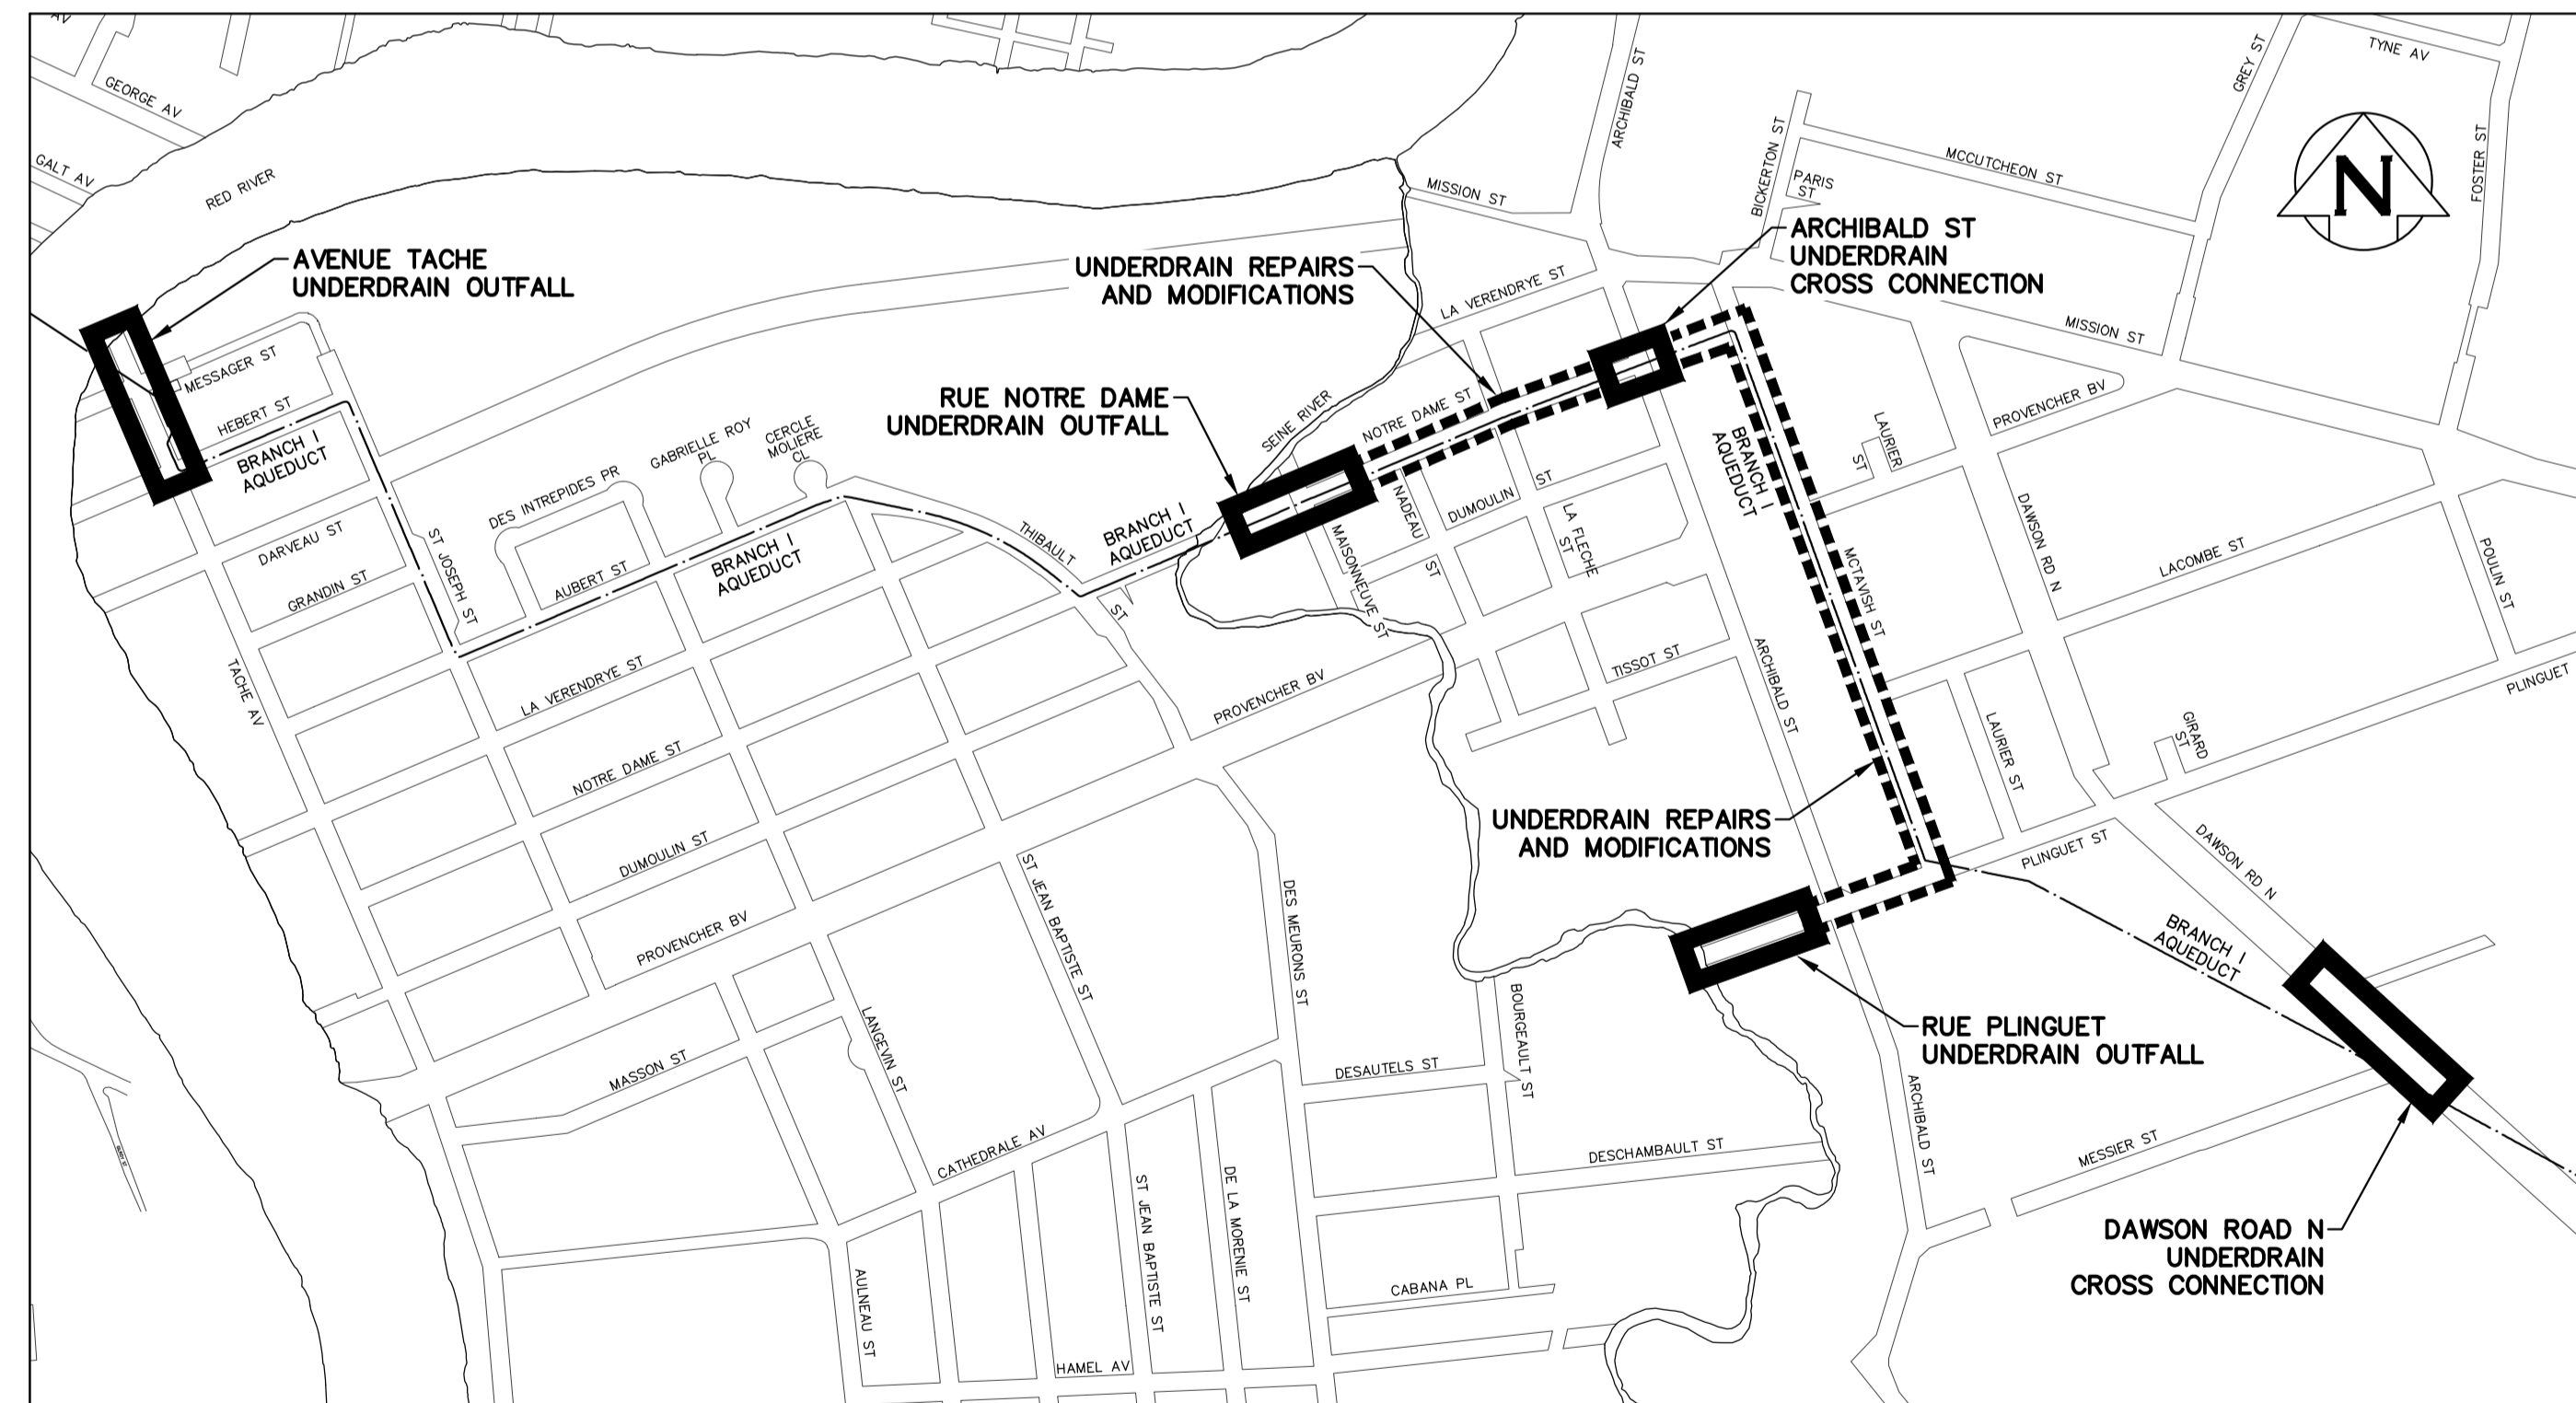 AV
GEORGE AV
GALT AV
RED RIVER
ARCHIBALD ST
GREY ST
TYNE AV
FOSTER ST
N
BICKERTON ST
MCCUTCHEON ST
PARIS
ST
MISSION ST
ARCHIBALD ST
UNDERDRAIN
CROSS CONNECTION
AVENUE TACHE
UNDERDRAIN OUTFALL
UNDERDRAIN REPAIRS
AND MODIFICATIONS
LA VERENDRYE ST
MISSION ST
MESSAGER ST
HEBERT ST
BRANCH I
AQUEDUCT
RUE NOTRE DAME
UNDERDRAIN OUTFALL
SEINE RIVER
NOTRE DAME ST
PROVENCHER BV
LAURIER
ST
GABRIELLE ROY
PL
CERCLE
MOLIERE
CL
DES INTREPIDES PR
BRANCH I
AQUEDUCT
DARVEAU ST
GRANDIN ST
ST JOSEPH ST
AUBERT ST
BRANCH I
AQUEDUCT
THIBAULT
ST
BRANCH I
AQUEDUCT
NADEAU
ST
DUMOULIN
ST
MAISONNEUVE ST
LA FLECHE
ST
MCTAVISH ST
DAWSON RD N
LACOMBE ST
POULIN ST
TACHE AV
LA VERENDRYE ST
PROVENCHER BV
TISSOT ST
ARCHIBALD ST
PLINGUET
GIRARD
ST
LAURIER ST
NOTRE DAME ST
UNDERDRAIN REPAIRS
AND MODIFICATIONS
DUMOULIN ST
PLINGUET ST
DAWSON RD N
ST JEAN BAPTISTE ST
DES MEURONS ST
PROVENCHER BV
BRANCH I
AQUEDUCT
LANGEVIN ST
BOURGEAULT ST
RUE PLINGUET
UNDERDRAIN OUTFALL
MASSON ST
DESAUTELS ST
ARCHIBALD ST
CATHEDRALE AV
DESCHAMBAULT ST
MESSIER ST
ST JEAN BAPTISTE ST
DE LA MORENIE ST
DAWSON ROAD N
UNDERDRAIN
CROSS CONNECTION
AULNEAU ST
CABANA PL
HAMEL AV